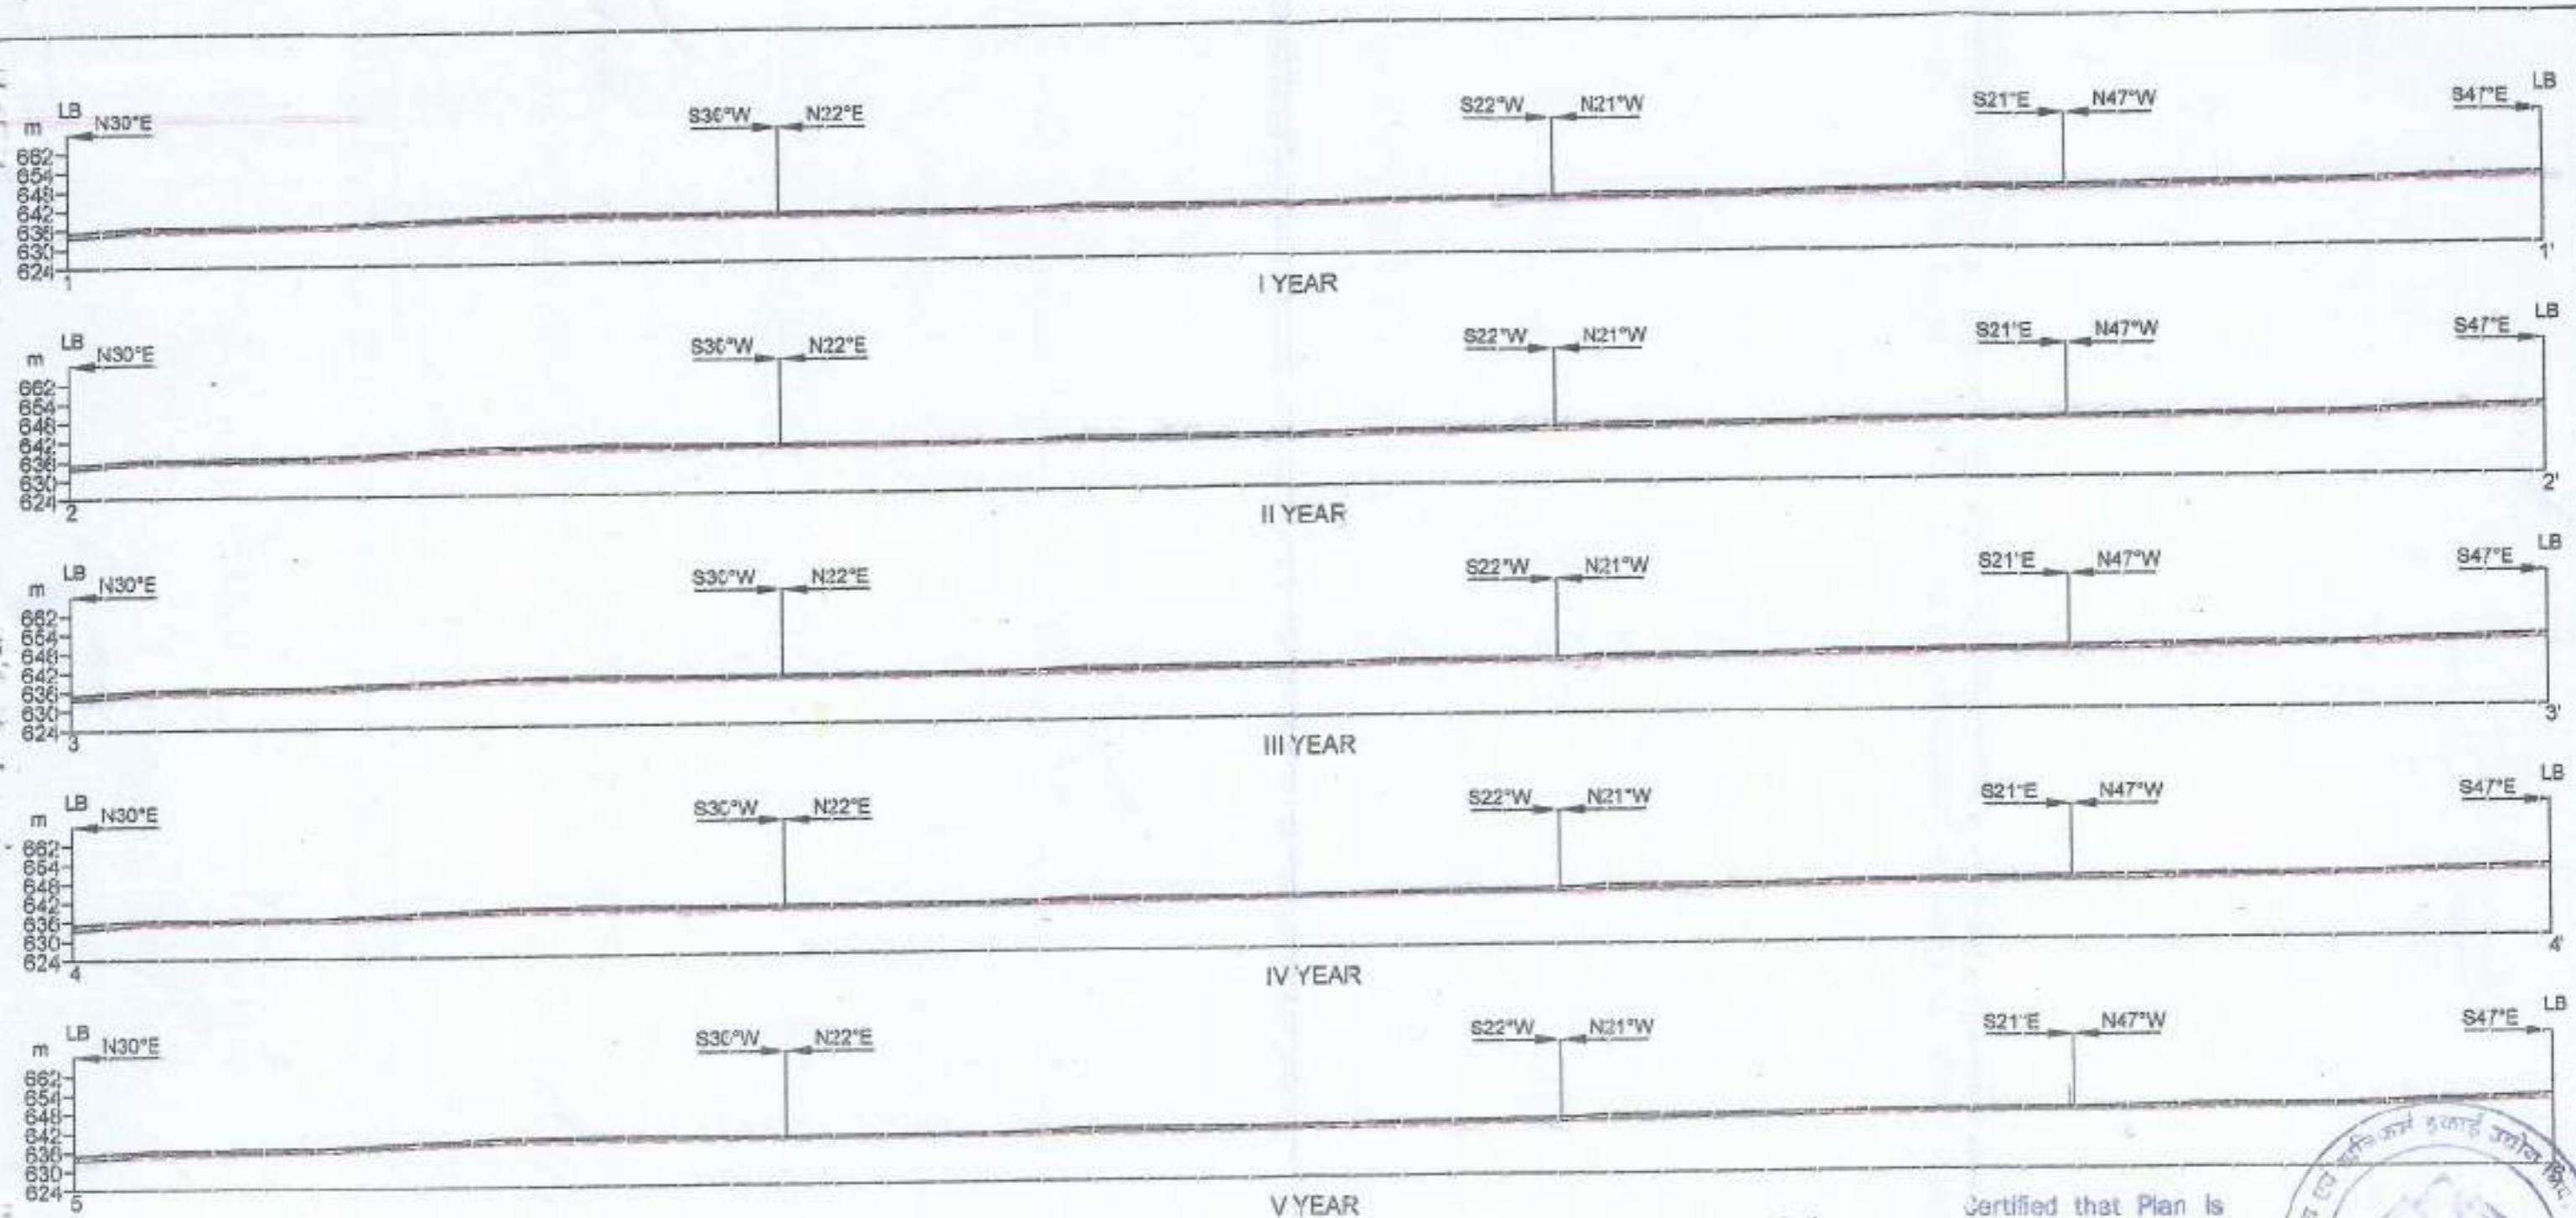 LB LB
m N30°E S30°W N22°E S22°W N21°W S21°E N47°W S47°E
662
654
648
642
636
630
624
1 1'
I YEAR
LB LB
m N30°E S30°W N22°E S22°W N21°W S21°E N47°W S47°E
662
654
648
642
636
630
624
2 2'
II YEAR
LB LB
m N30°E S30°W N22°E S22°W N21°W S21°E N47°W S47°E
662
654
648
642
636
630
624
3 3'
III YEAR
LB LB
m N30°E S30°W N22°E S22°W N21°W S21°E N47°W S47°E
662
654
648
642
636
630
624
4 4'
IV YEAR
LB LB
m N30°E S30°W N22°E S22°W N21°W S21°E N47°W S47°E
662
654
648
642
636
630
624
5
V YEAR
Certified that Plan is
एवं इकाई उद्योग